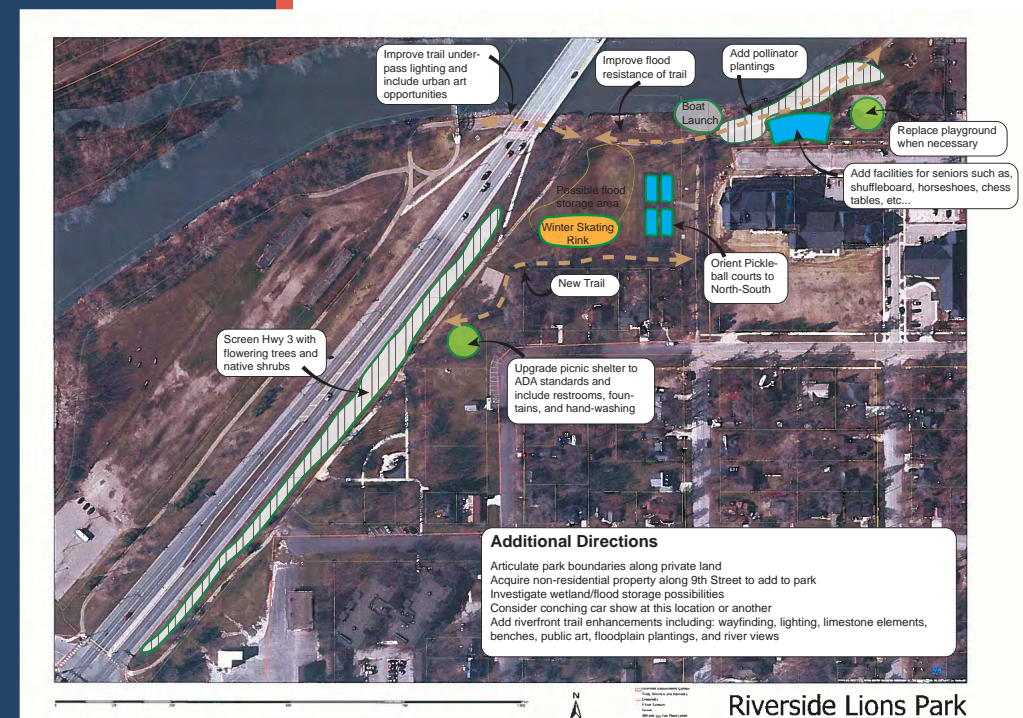 Improve trail under-
pass lighting and
include urban art
opportunities
Improve flood
resistance of trail
Add pollinator
plantings
Boat
Launch
Replace playground
when necessary
Add facilities for seniors such as,
shuffleboard, horseshoes, chess
tables, etc...
Possible flood
storage area
Winter Skating
Rink
Orient Pickle-
ball courts to
North-South
New Trail
Screen Hwy 3 with
flowering trees and
native shrubs
Upgrade picnic shelter to
ADA standards and
include restrooms, foun-
tains, and hand-washing
Additional Directions
Articulate park boundaries along private land
Acquire non-residential property along 9th Street to add to park
Investigate wetland/flood storage possibilities
Consider conching car show at this location or another
Add riverfront trail enhancements including: wayfinding, lighting, limestone elements,
benches, public art, floodplain plantings, and river views
N
Riverside Lions Park